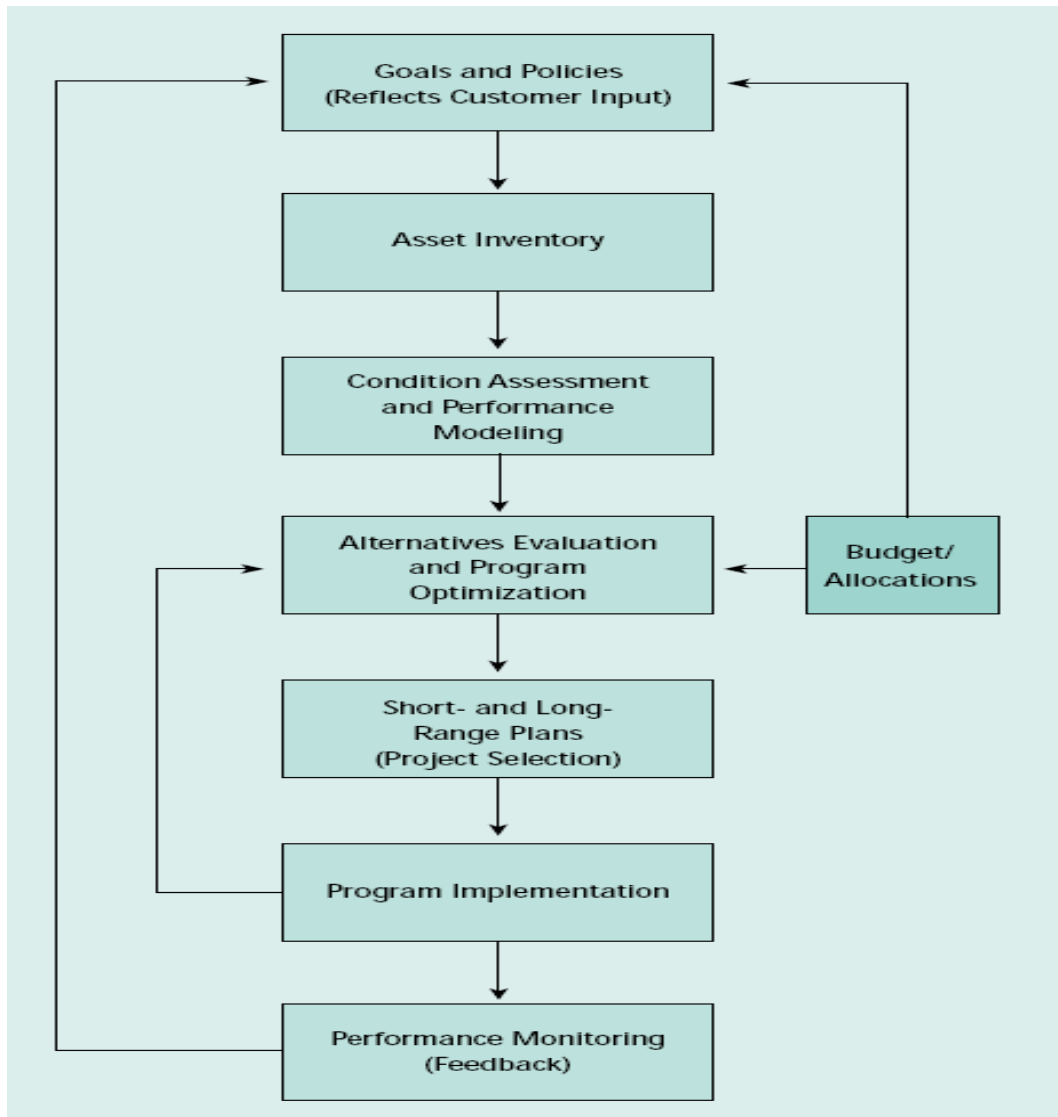 Goals and Policies
(Reflects Customer Input)
Asset Inventory
Condition Assessment
and Performance
Modeling
Alternatives Evaluation
and Program
Optimization
Budget/
Allocations
Short- and Long-
Range Plans
(Project Selection)
Program Implementation
Performance Monitoring
(Feedback)